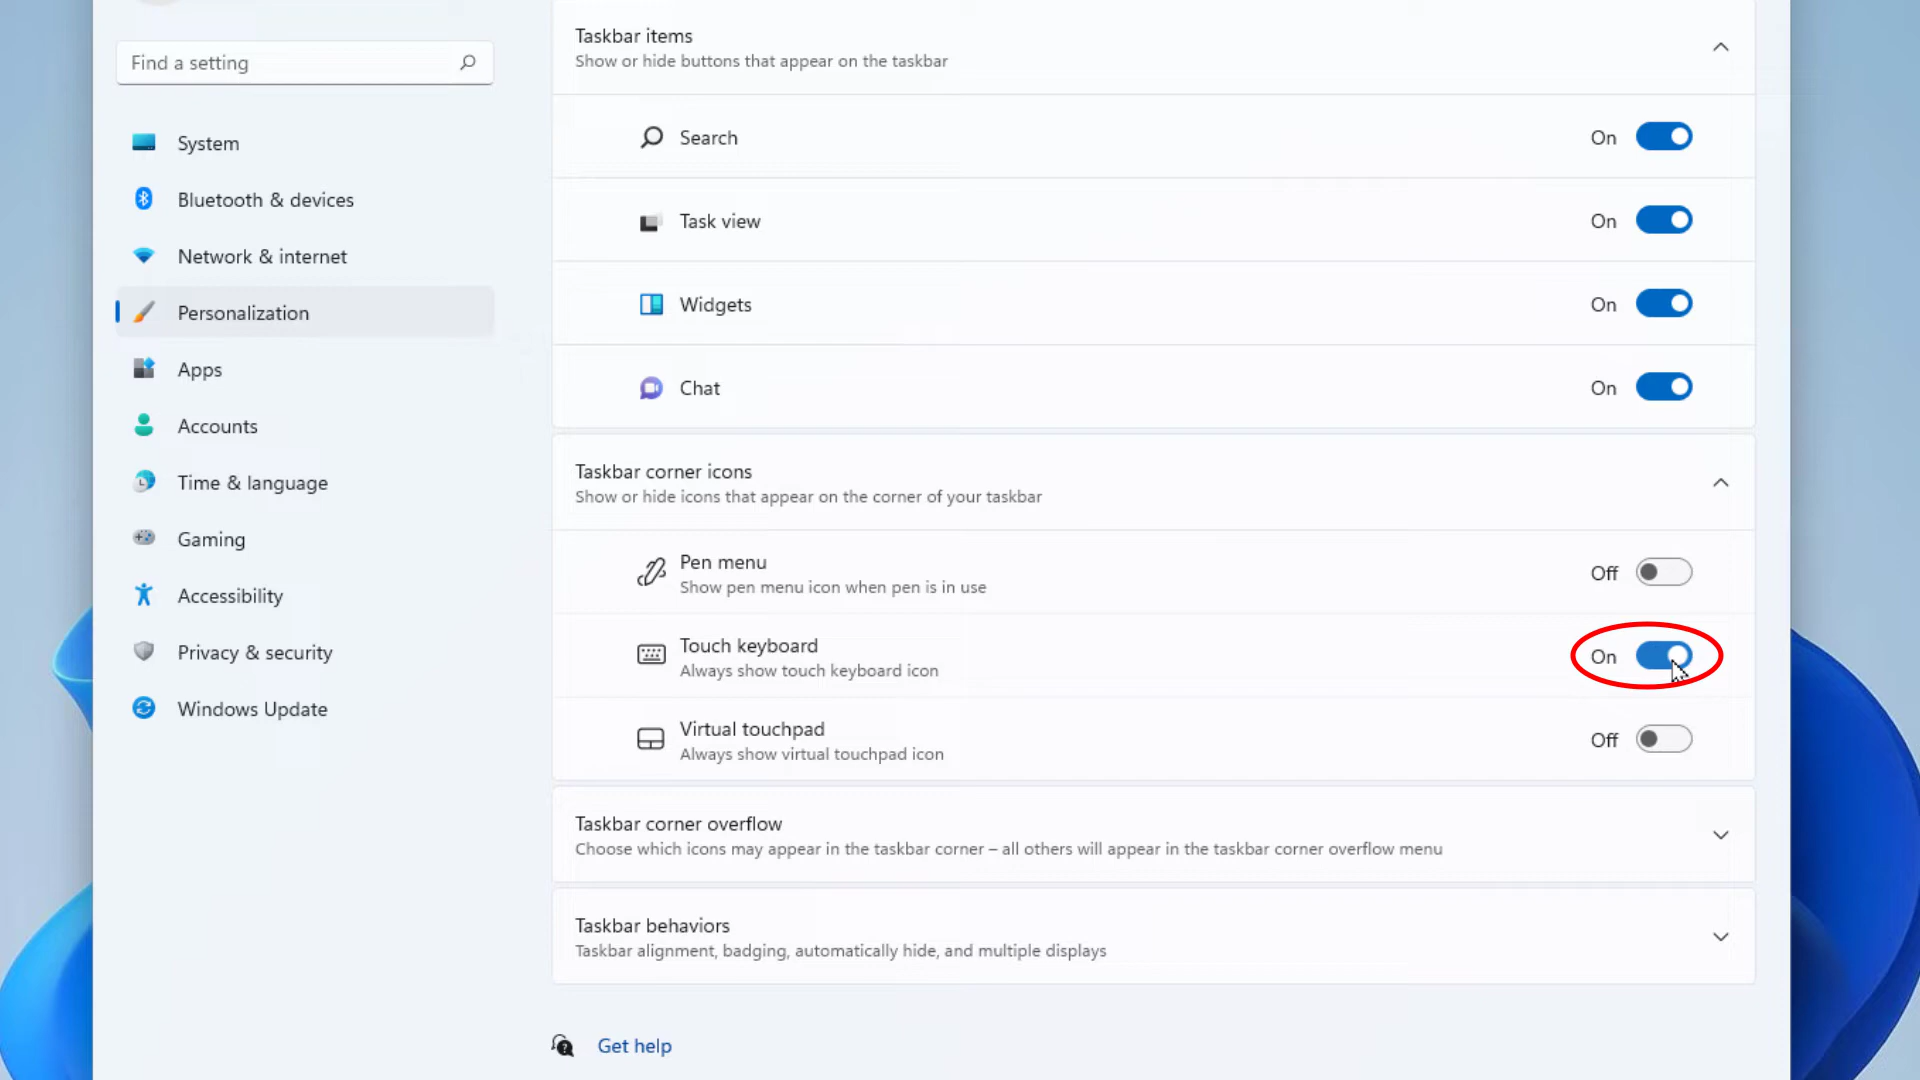 Find a setting
System
Bluetooth & devices
Network & internet
Personalization
Apps
Accounts
Time & language
Gaming
Accessibility
Privacy & security
Windows Update
Taskbar items
Show or hide buttons that appear on the taskbar
Search On
Task view On
Widgets On
Chat On
Taskbar corner icons
Show or hide icons that appear on the corner of your taskbar
Pen menu
Show pen menu icon when pen is in use
Off
Touch keyboard
Always show touch keyboard icon
On
Virtual touchpad
Always show virtual touchpad icon
Off
Taskbar corner overflow
Choose which icons may appear in the taskbar corner – all others will appear in the taskbar corner overflow menu
Taskbar behaviors
Taskbar alignment, badging, automatically hide, and multiple displays
Get help